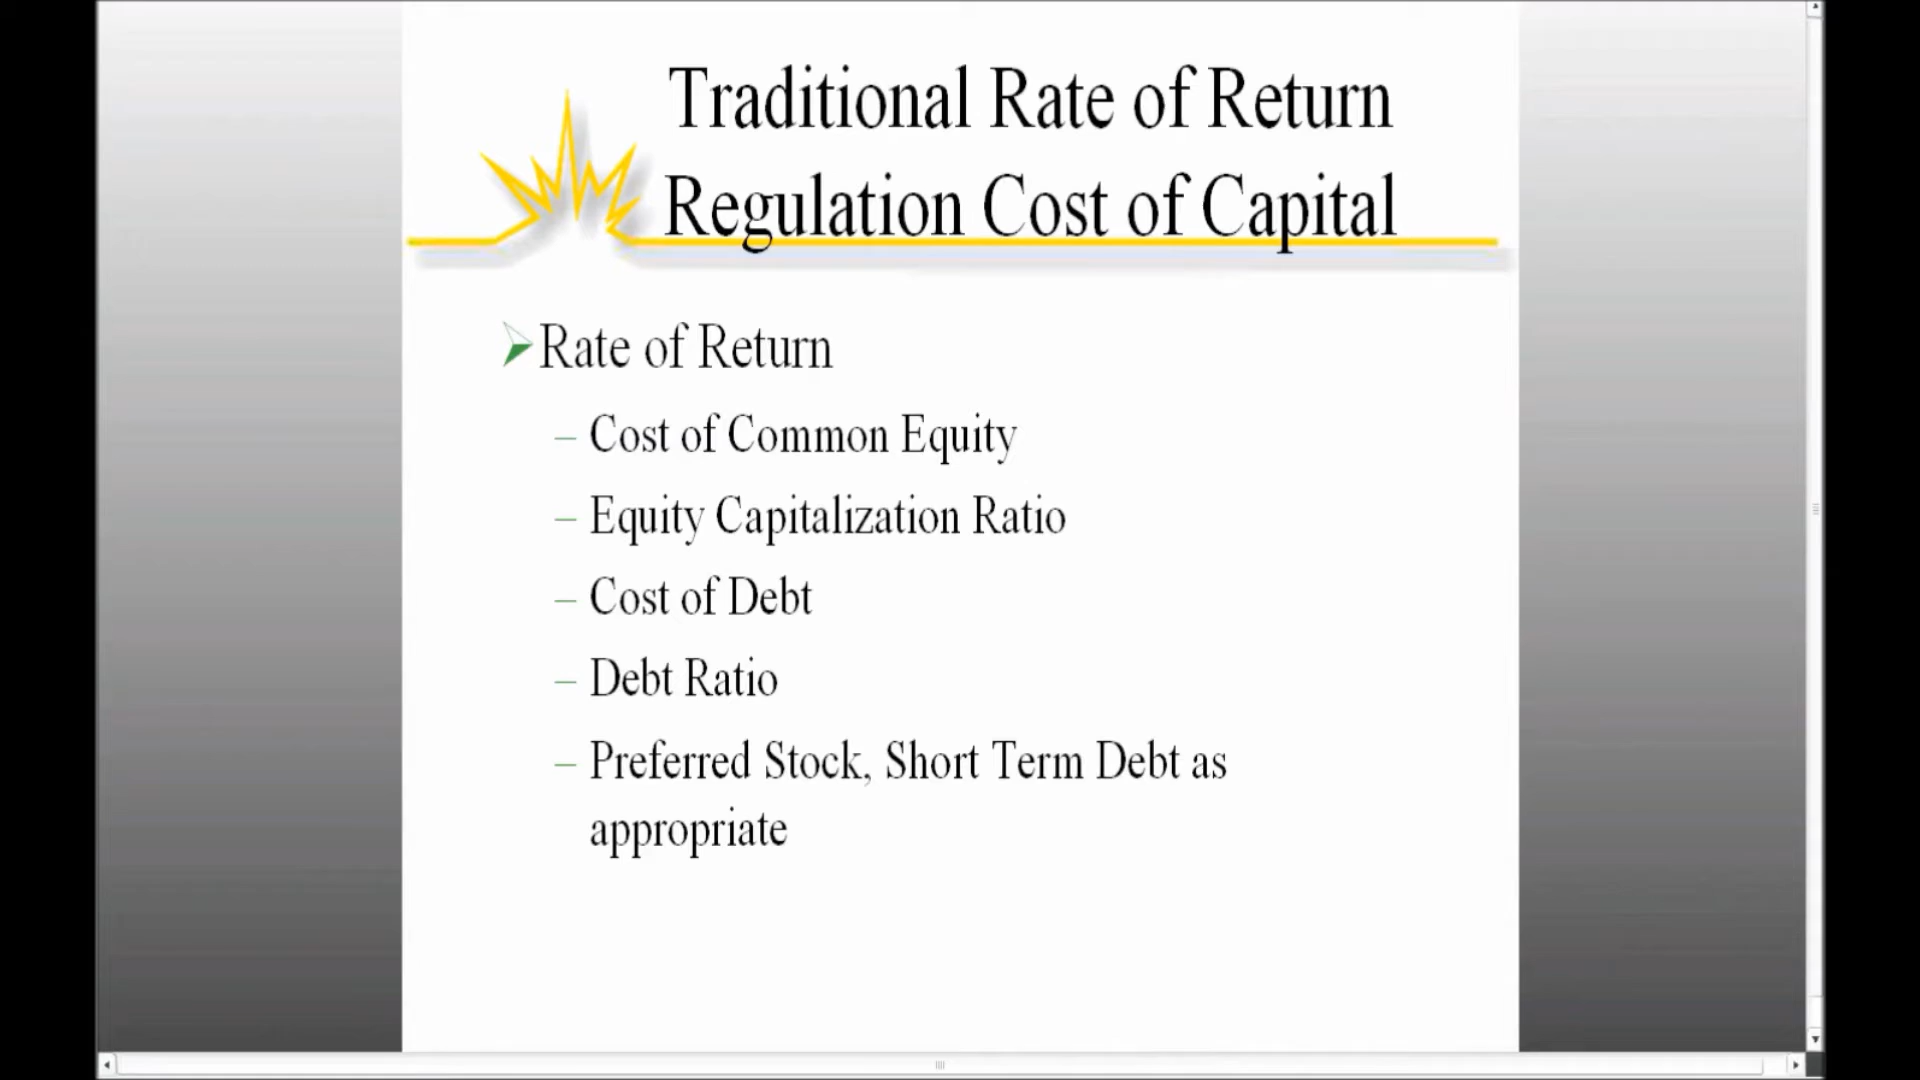 Traditional Rate of Return
Regulation Cost of Capital
Rate of Return
– Cost of Common Equity
– Equity Capitalization Ratio
– Cost of Debt
– Debt Ratio
– Preferred Stock, Short Term Debt as
appropriate